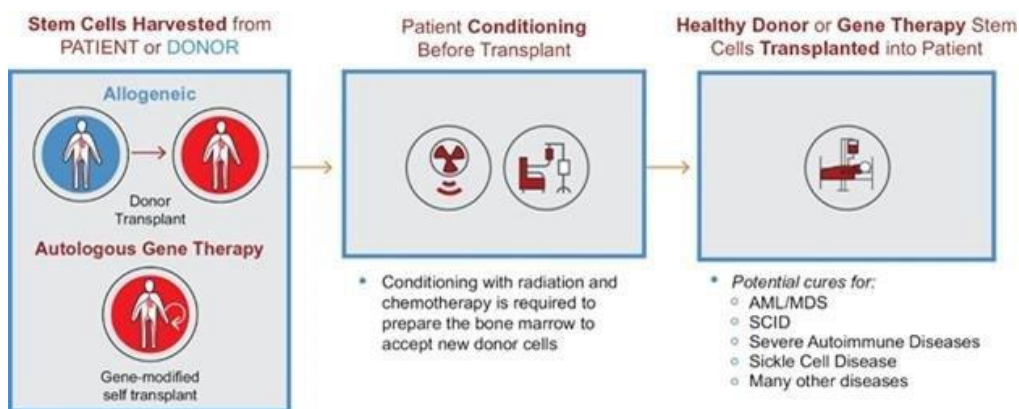 Stem Cells Harvested from
PATIENT or DONOR
Allogeneic
Donor
Transplant
Autologous Gene Therapy
Gene-modified
self transplant
Patient Conditioning
Before Transplant
• Conditioning with radiation and
chemotherapy is required to
prepare the bone marrow to
accept new donor cells
Healthy Donor or Gene Therapy Stem
Cells Transplanted into Patient
• Potential cures for:
○ AML/MDS
○ SCID
○ Severe Autoimmune Diseases
○ Sickle Cell Disease
○ Many other diseases